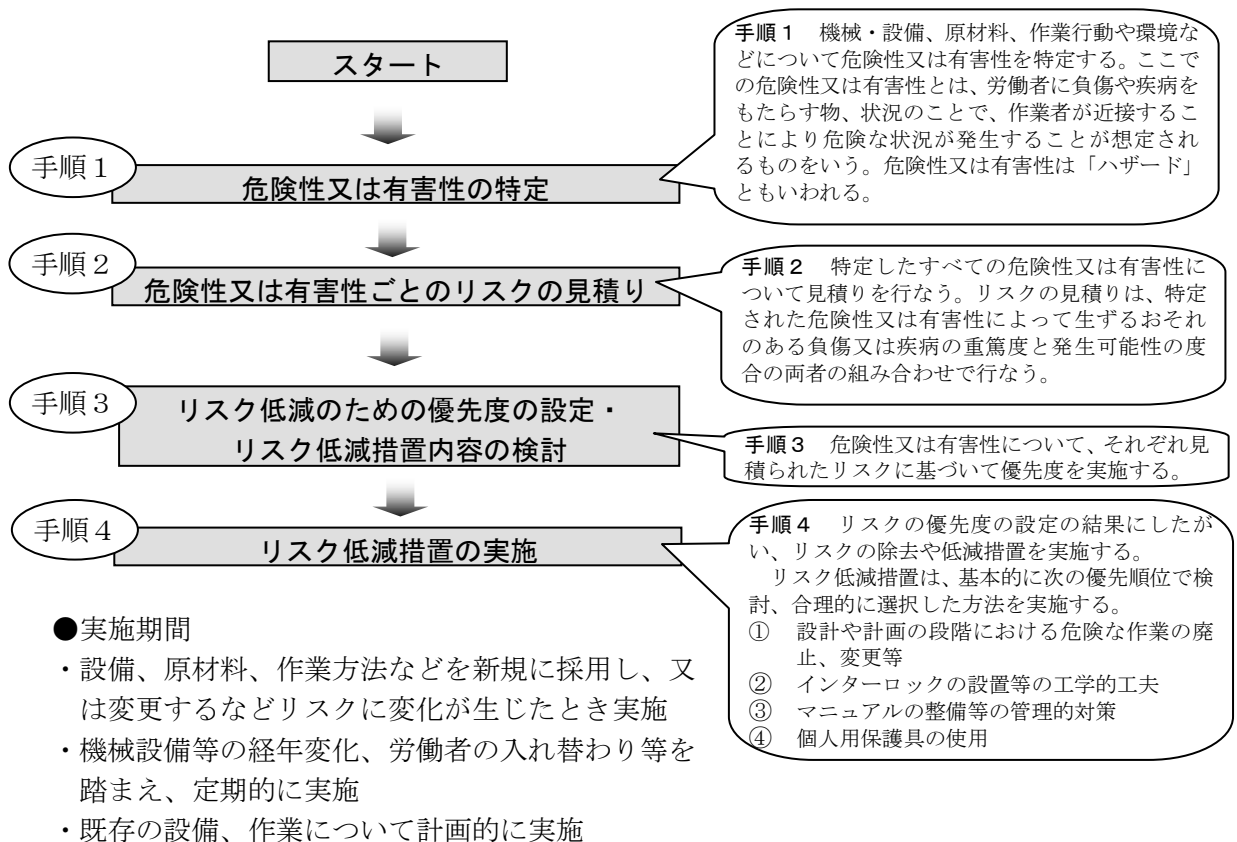 スタート
手順１　機械・設備、原材料、作業行動や環境な
どについて危険性又は有害性を特定する。ここで
の危険性又は有害性とは、労働者に負傷や疾病を
もたらす物、状況のことで、作業者が近接するこ
とにより危険な状況が発生することが想定され
るものをいう。危険性又は有害性は「ハザード」
ともいわれる。
手順１
危険性又は有害性の特定
手順２
危険性又は有害性ごとのリスクの見積り
手順２　特定したすべての危険性又は有害性に
ついて見積りを行なう。リスクの見積りは、特定
された危険性又は有害性によって生ずるおそれ
のある負傷又は疾病の重篤度と発生可能性の度
合の両者の組み合わせで行なう。
手順３
リスク低減のための優先度の設定・
リスク低減措置内容の検討
手順３　危険性又は有害性について、それぞれ見
積られたリスクに基づいて優先度を実施する。
手順４
リスク低減措置の実施
手順４　リスクの優先度の設定の結果にしたが
い、リスクの除去や低減措置を実施する。
リスク低減措置は、基本的に次の優先順位で検
討、合理的に選択した方法を実施する。
①　設計や計画の段階における危険な作業の廃
止、変更等
②　インターロックの設置等の工学的工夫
③　マニュアルの整備等の管理的対策
④　個人用保護具の使用
●実施期間
・設備、原材料、作業方法などを新規に採用し、又
は変更するなどリスクに変化が生じたとき実施
・機械設備等の経年変化、労働者の入れ替わり等を
踏まえ、定期的に実施
・既存の設備、作業について計画的に実施